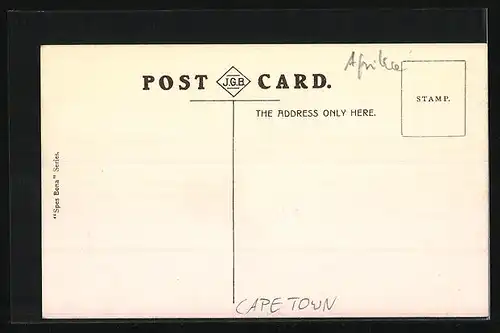 Afrika
POST J.G.B. CARD.
THE ADDRESS ONLY HERE.
STAMP.
"Spes Bona" Series.
CAPE TOWN